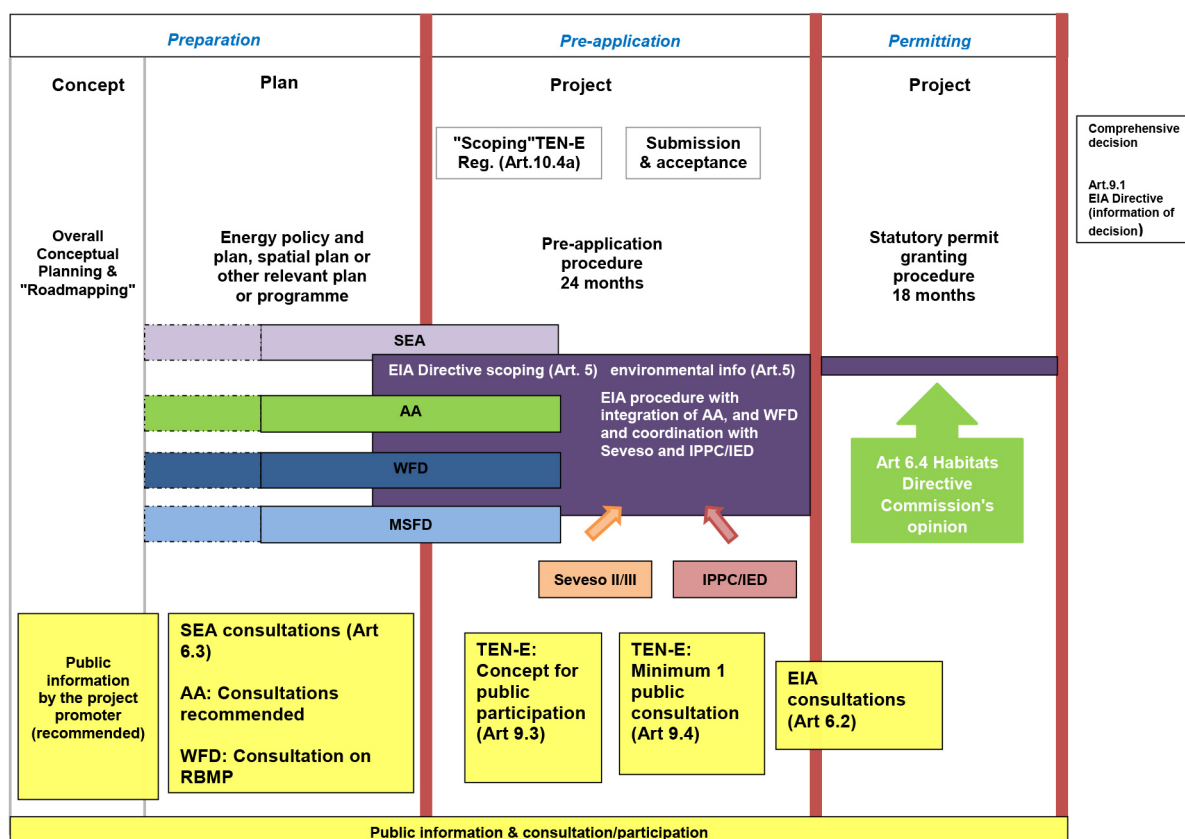 Preparation
Pre-application
Permitting
Concept
Plan
Project
Project
"Scoping"TEN-E
Reg. (Art.10.4a)
Submission
& acceptance
Comprehensive
decision
Art.9.1
EIA Directive
(information of
decision)
Overall
Conceptual
Planning &
"Roadmapping"
Energy policy and
plan, spatial plan or
other relevant plan
or programme
Pre-application
procedure
24 months
Statutory permit
granting
procedure
18 months
SEA
EIA Directive scoping (Art. 5)   environmental info (Art.5)
EIA procedure with
integration of AA, and WFD
and coordination with
Seveso and IPPC/IED
AA
WFD
MSFD
Art 6.4 Habitats
Directive
Commission's
opinion
Seveso II/III
IPPC/IED
Public
information
by the project
promoter
(recommended)
SEA consultations (Art
6.3)
AA: Consultations
recommended
WFD: Consultation on
RBMP
TEN-E:
Concept for
public
participation
(Art 9.3)
TEN-E:
Minimum 1
public
consultation
(Art 9.4)
EIA
consultations
(Art 6.2)
Public information & consultation/participation